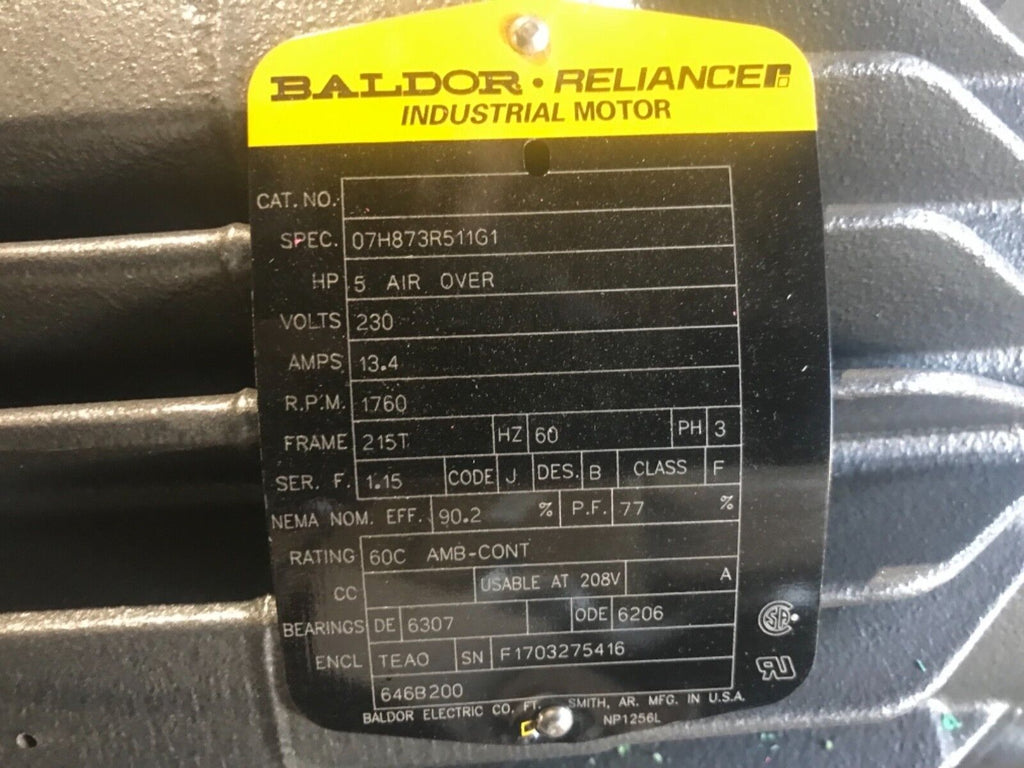 BALDOR • RELIANCE
INDUSTRIAL MOTOR
CAT. NO.
SPEC. 07H873R511G1
HP 5 AIR OVER
VOLTS 230
AMPS 13.4
R.P.M. 1760
FRAME 215T HZ 60 PH 3
SER. F. 1.15 CODE J DES. B CLASS F
NEMA NOM. EFF. 90.2 % P.F. 77 %
RATING 60C AMB-CONT
CC USABLE AT 208V A
BEARINGS DE 6307 ODE 6206
ENCL TEAO SN F1703275416
646B200
BALDOR ELECTRIC CO. FT. SMITH, AR. MFG. IN U.S.A.
NP1256L